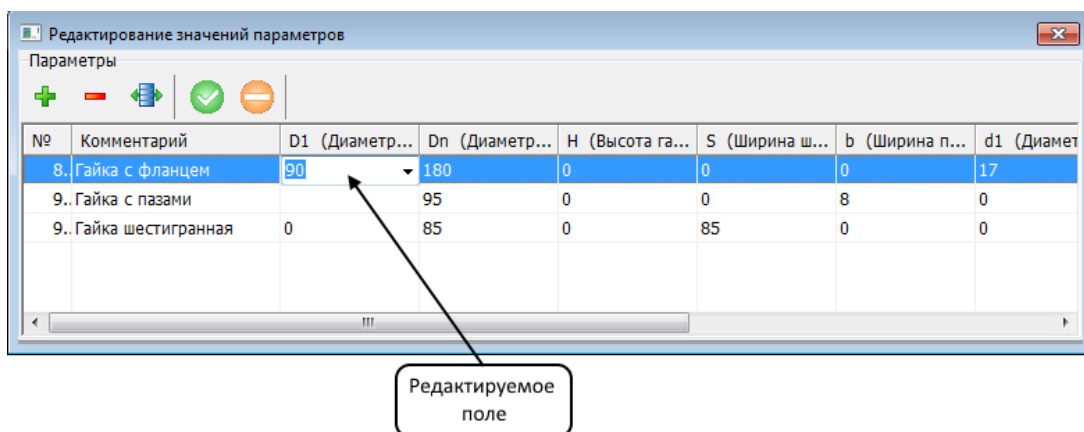 Редактирование значений параметров
Параметры
№ Комментарий D1 (Диаметр... Dn (Диаметр... H (Высота га... S (Ширина ш... b (Ширина п... d1 (Диамет
8.. Гайка с фланцем 90 180 0 0 0 17
9.. Гайка с пазами 95 0 0 8 0
9.. Гайка шестигранная 0 85 0 85 0 0
Редактируемое
поле